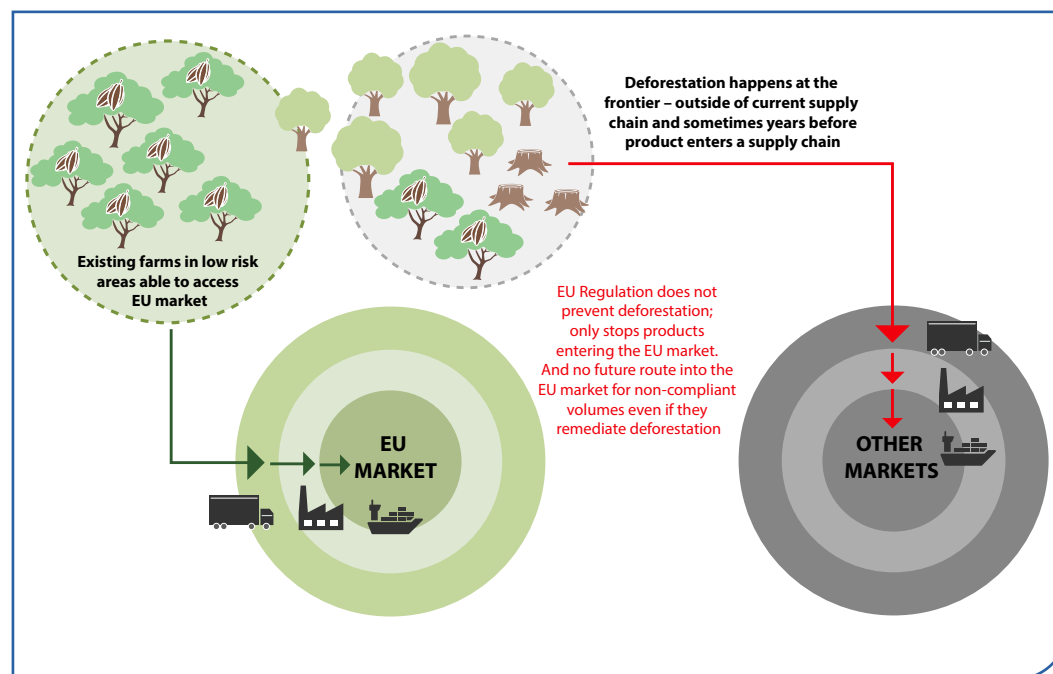 Deforestation happens at the
frontier – outside of current supply
chain and sometimes years before
product enters a supply chain
Existing farms in low risk
areas able to access
EU market
EU Regulation does not
prevent deforestation;
only stops products
entering the EU market.
And no future route into the
EU market for non-compliant
volumes even if they
remediate deforestation
EU
MARKET
OTHER
MARKETS